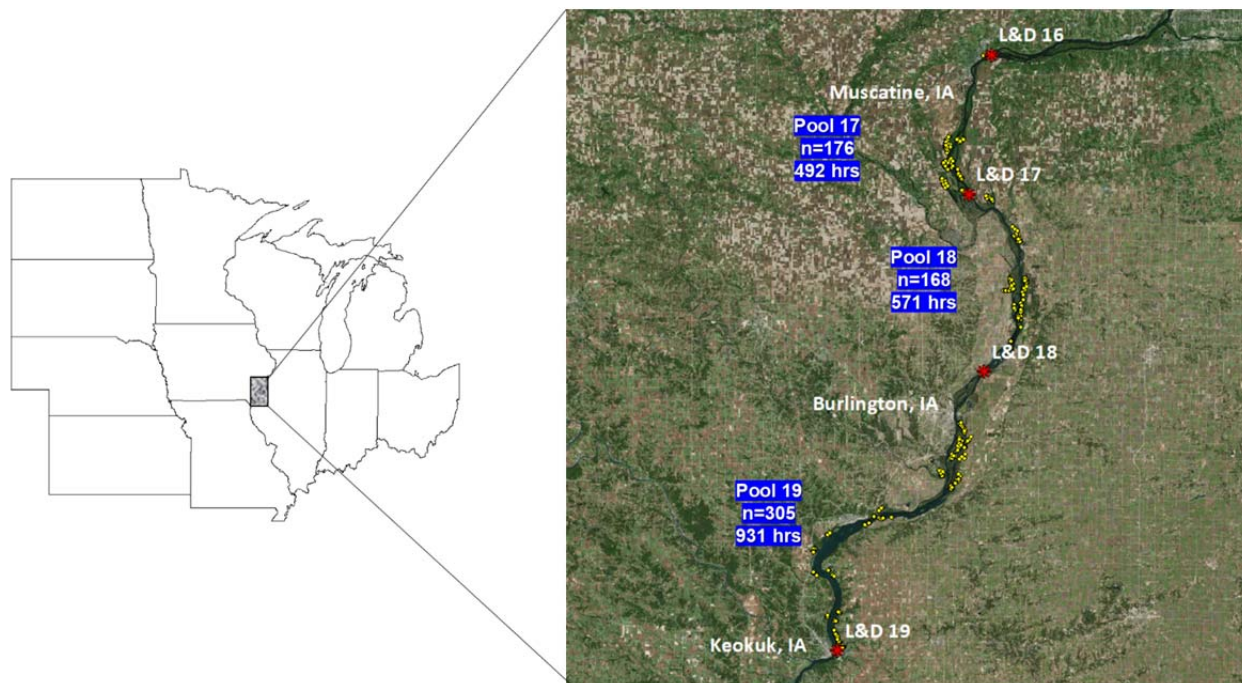 L&D 16
Muscatine, IA
Pool 17
n=176
492 hrs
L&D 17
Pool 18
n=168
571 hrs
L&D 18
Burlington, IA
Pool 19
n=305
931 hrs
L&D 19
Keokuk, IA